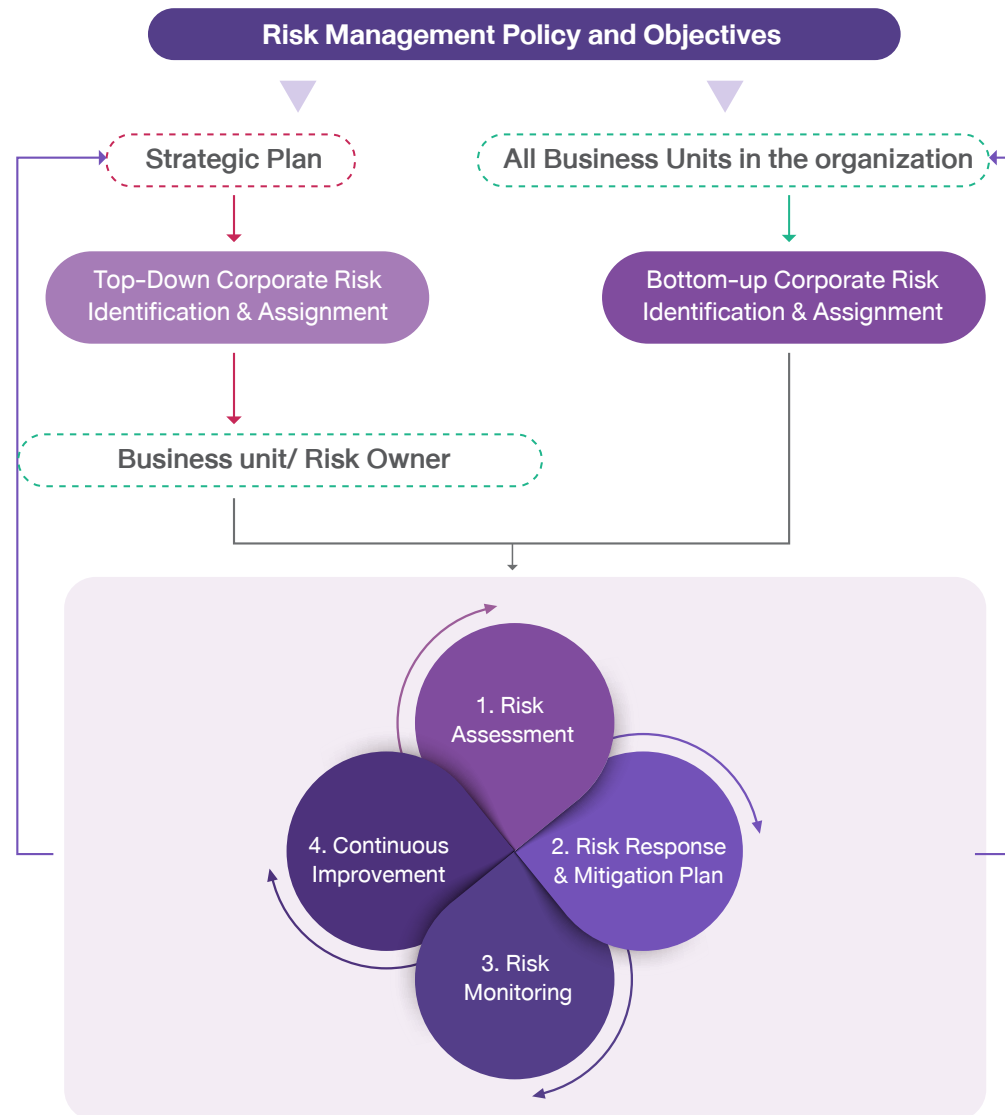 Risk Management Policy and Objectives
Strategic Plan
All Business Units in the organization
Top-Down Corporate Risk
Identification & Assignment
Bottom-up Corporate Risk
Identification & Assignment
Business unit/ Risk Owner
1. Risk
Assessment
2. Risk Response
& Mitigation Plan
3. Risk
Monitoring
4. Continuous
Improvement